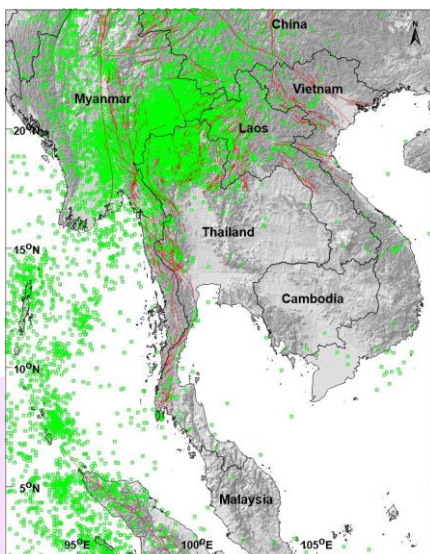 China
N
Myanmar
Vietnam
20°N
Laos
Thailand
15°N
Cambodia
10°N
5°N
Malaysia
95°E
100°E
105°E